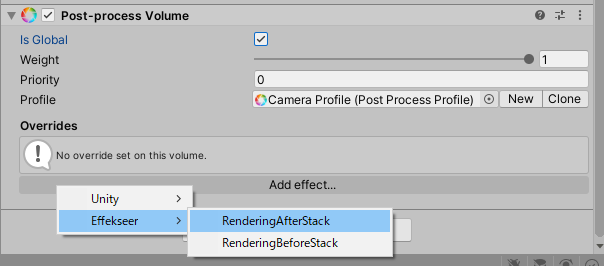 Post-process Volume
Is Global
Weight 1
Priority 0
Profile Camera Profile (Post Process Profile) New Clone
Overrides
No override set on this volume.
Add effect...
Unity
Effekseer RenderingAfterStack
RenderingBeforeStack